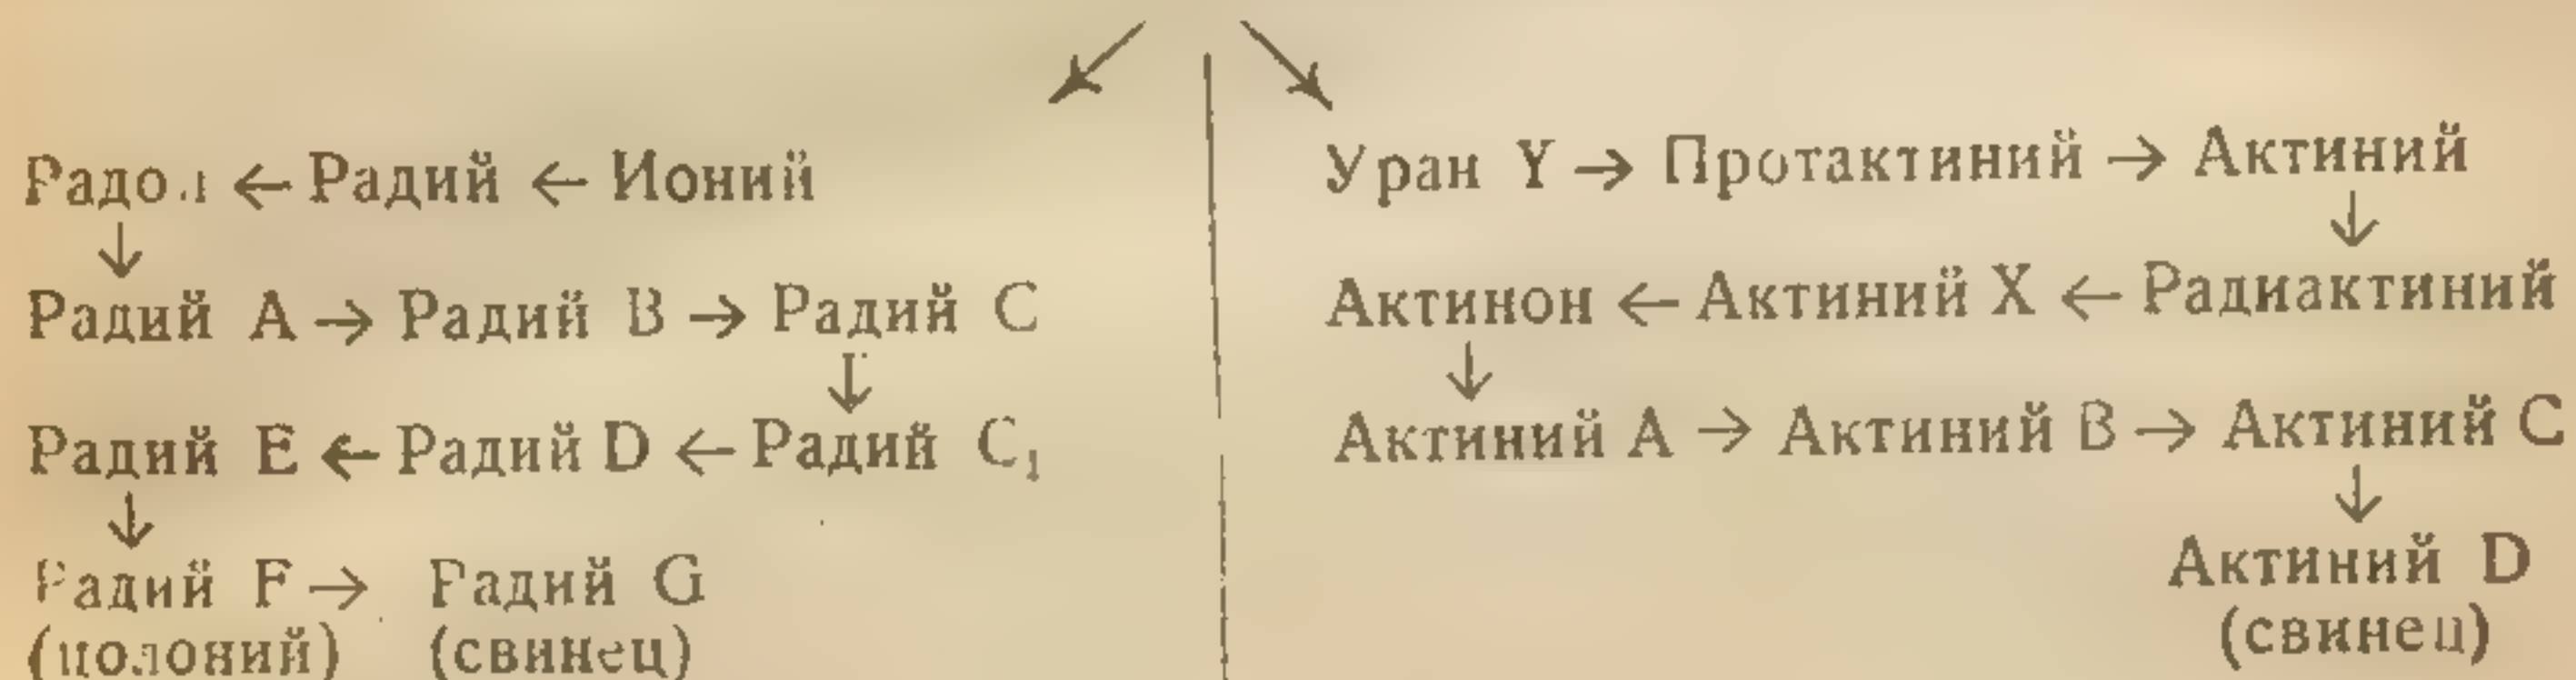 Радон ← Радий ← Ионий
↓
Радий A → Радий B → Радий C
↓
Радий E ← Радий D ← Радий C₁
↓
Радий F → Радий G
(полоний) (свинец)
Уран Y → Протактиний → Актиний
↓
Актинон ← Актиний X ← Радиактиний
↓
Актиний A → Актиний B → Актиний C
↓
Актиний D
(свинец)